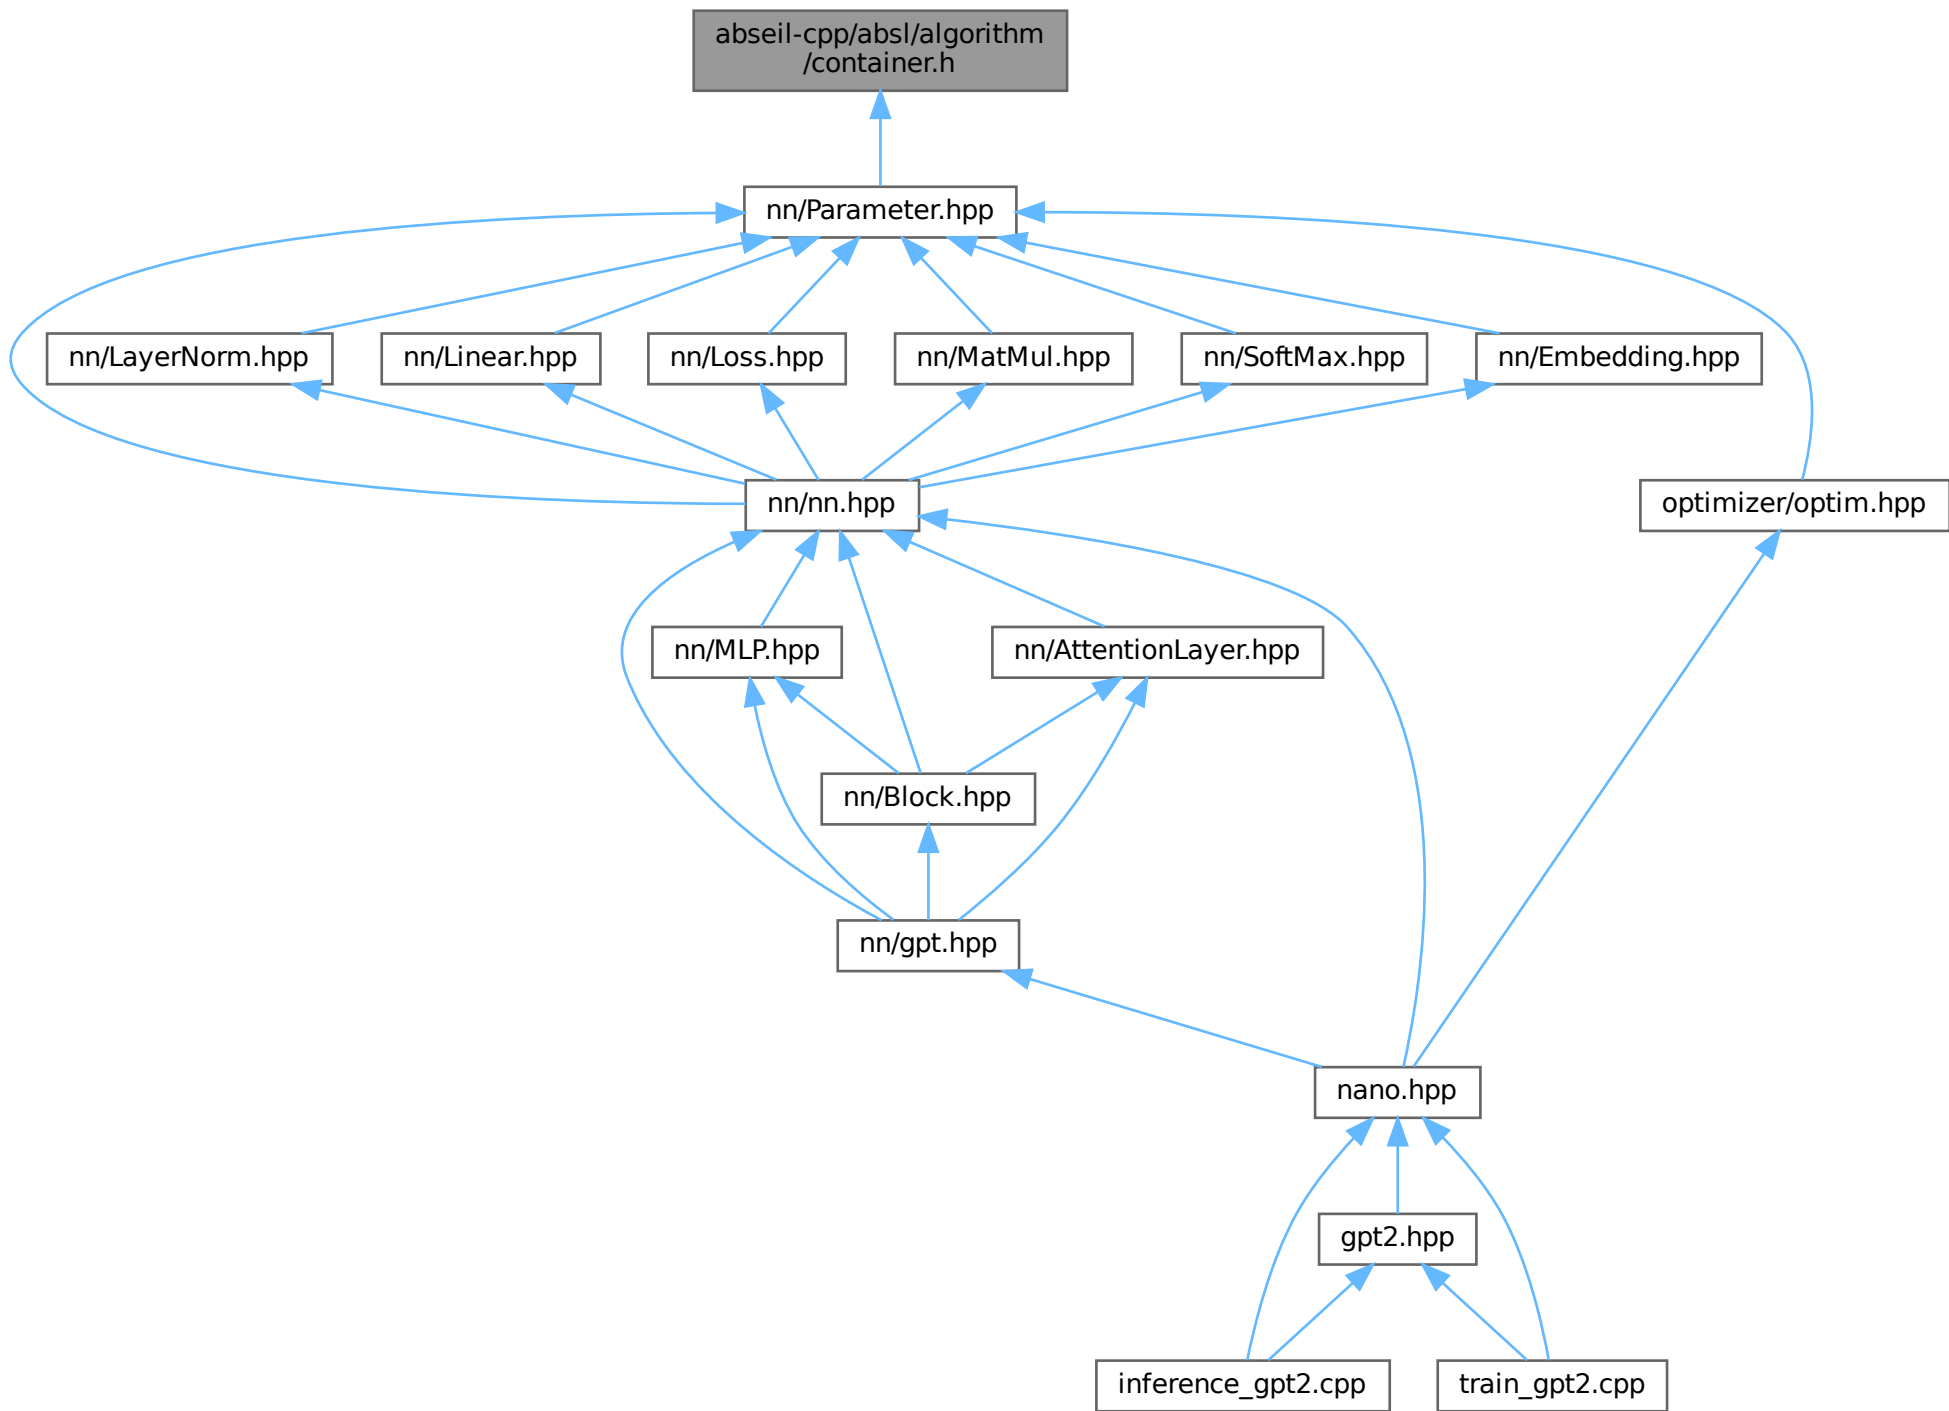 abseil-cpp/absl/algorithm
/container.h
nn/Parameter.hpp
nn/LayerNorm.hpp
nn/Linear.hpp
nn/Loss.hpp
nn/MatMul.hpp
nn/SoftMax.hpp
nn/Embedding.hpp
nn/nn.hpp
optimizer/optim.hpp
nn/MLP.hpp
nn/AttentionLayer.hpp
nn/Block.hpp
nn/gpt.hpp
nano.hpp
gpt2.hpp
inference_gpt2.cpp
train_gpt2.cpp